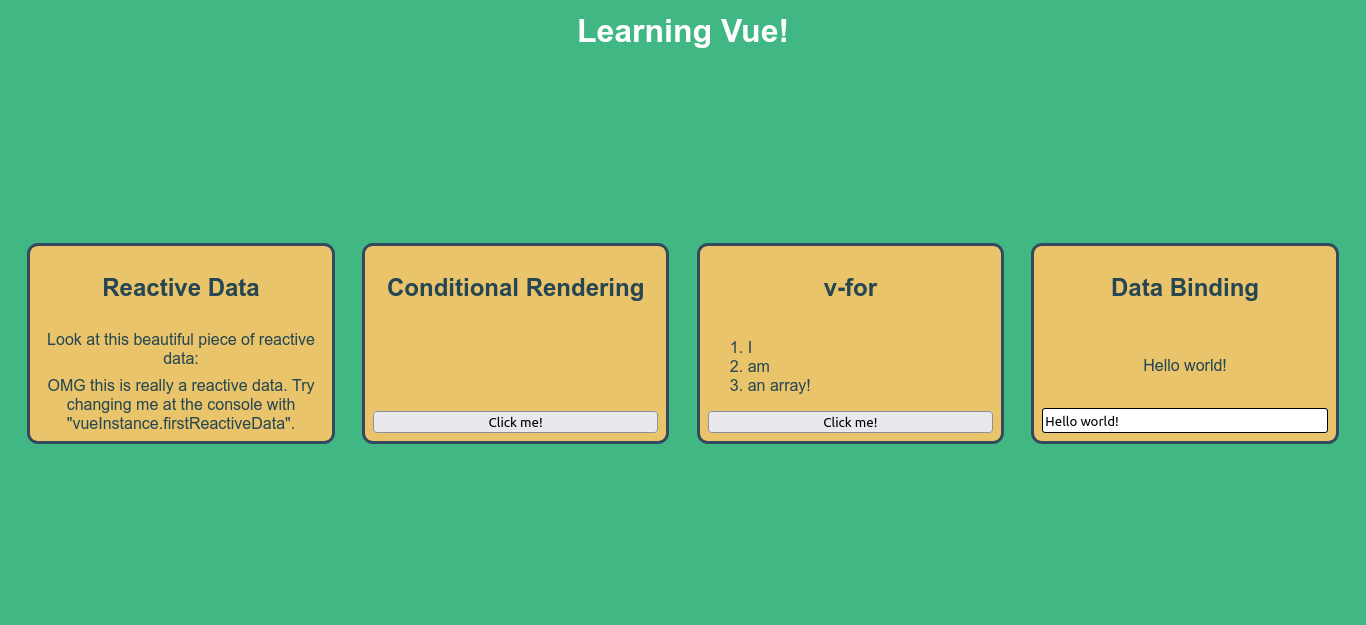 Learning Vue!
Reactive Data
Look at this beautiful piece of reactive
data:
OMG this is really a reactive data. Try
changing me at the console with
"vueInstance.firstReactiveData".
Conditional Rendering
Click me!
v-for
1. I
2. am
3. an array!
Click me!
Data Binding
Hello world!
Hello world!